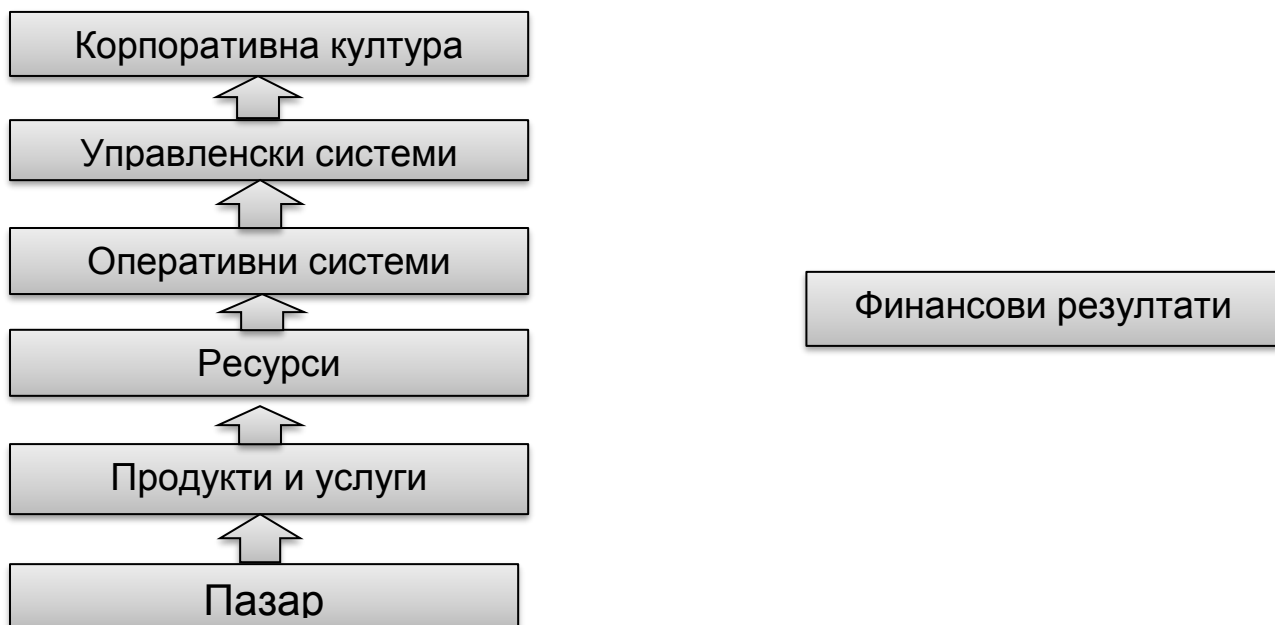 Корпоративна култура
Управленски системи
Оперативни системи
Финансови резултати
Ресурси
Продукти и услуги
Пазар